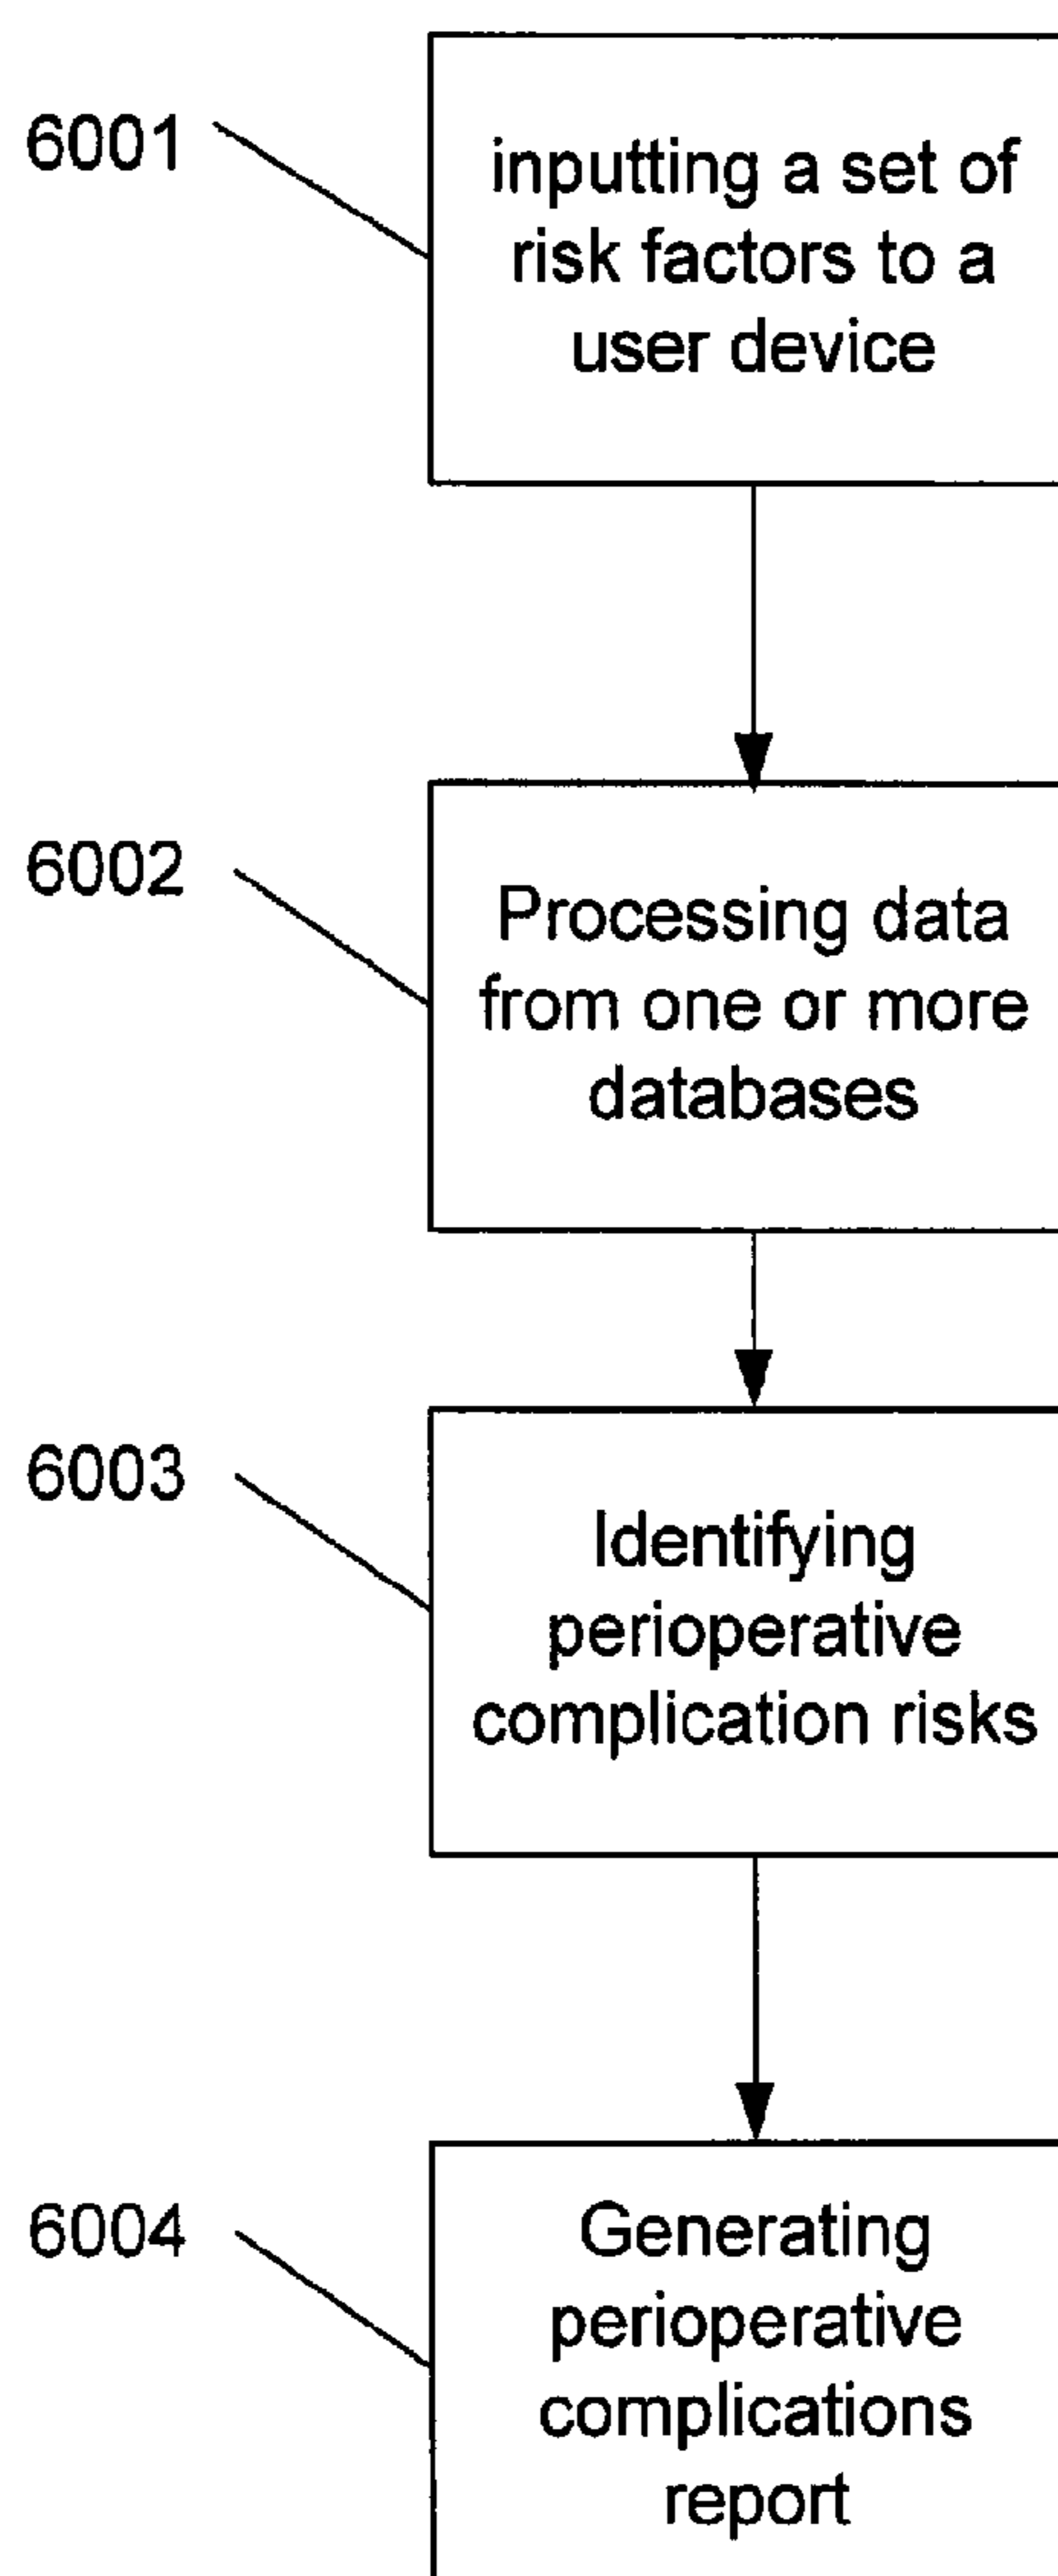 6001
inputting a set of
risk factors to a
user device
6002
Processing data
from one or more
databases
6003
Identifying
perioperative
complication risks
6004
Generating
perioperative
complications
report